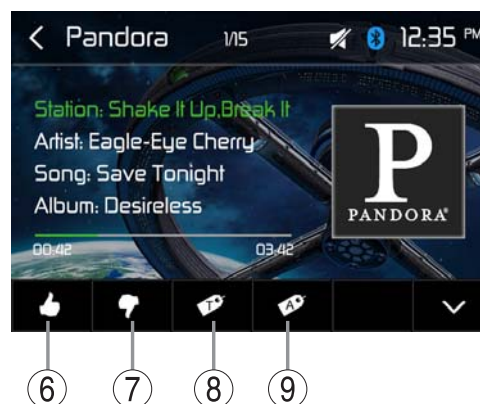 Pandora 1/15 12:35 PM
Station: Shake It Up,Break It
Artist: Eagle-Eye Cherry
Song: Save Tonight
Album: Desireless
P
PANDORA®
00:42 03:42
T A
6 7 8 9